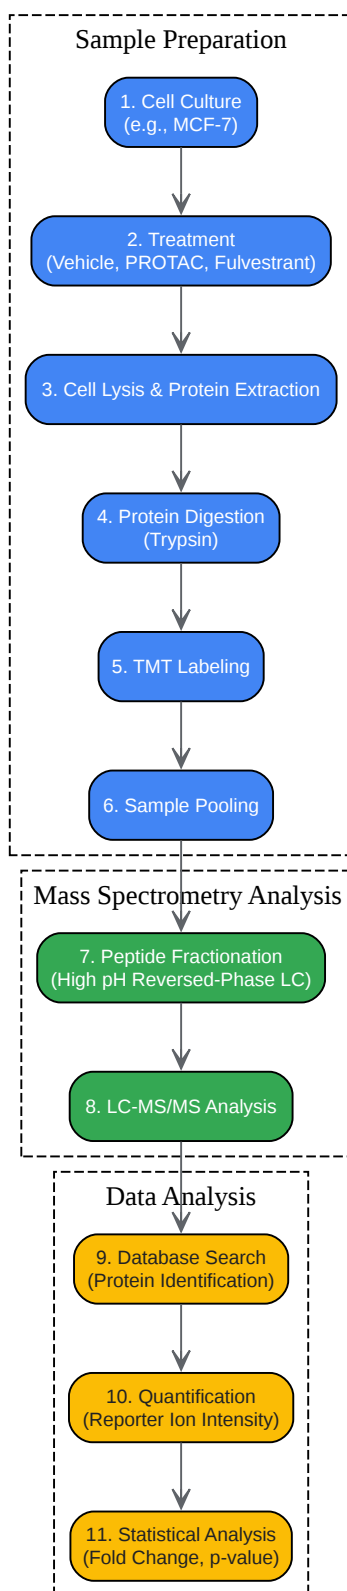 Sample Preparation
1. Cell Culture
(e.g., MCF-7)
2. Treatment
(Vehicle, PROTAC, Fulvestrant)
3. Cell Lysis & Protein Extraction
4. Protein Digestion
(Trypsin)
5. TMT Labeling
6. Sample Pooling
Mass Spectrometry Analysis
7. Peptide Fractionation
(High pH Reversed-Phase LC)
8. LC-MS/MS Analysis
Data Analysis
9. Database Search
(Protein Identification)
10. Quantification
(Reporter Ion Intensity)
11. Statistical Analysis
(Fold Change, p-value)